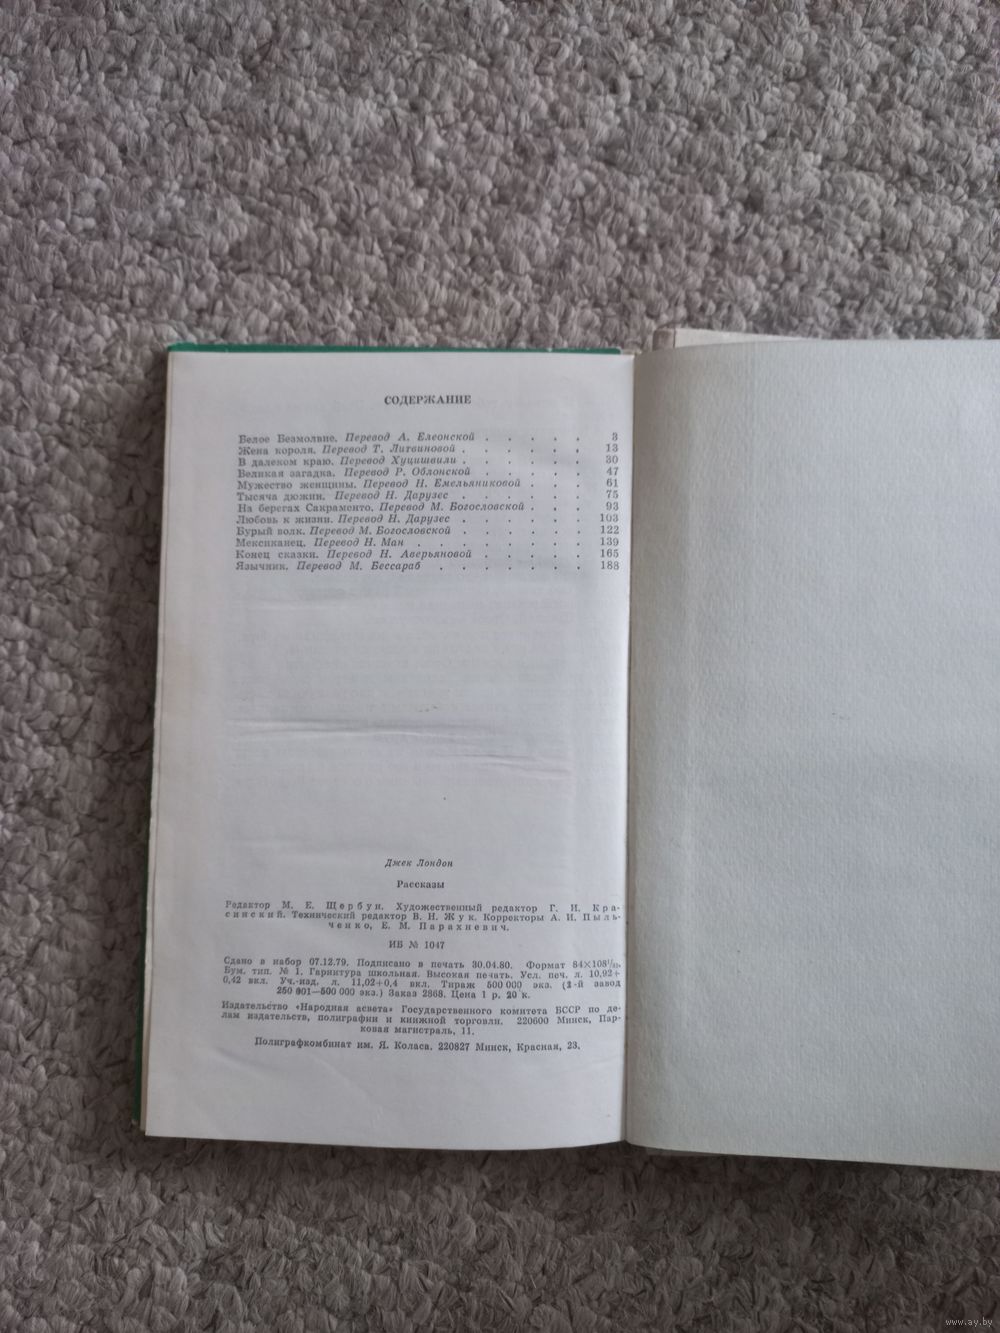 СОДЕРЖАНИЕ
Белое Безмолвие. Перевод А. Елеонской . . . . . 3
Жена короля. Перевод Т. Литвиновой . . . . . . 13
В далеком краю. Перевод Хуцишвили . . . . . . 30
Великая загадка. Перевод Р. Облонской . . . . . 47
Мужество женщины. Перевод Н. Емельяниковой . . . 61
Тысяча дюжин. Перевод Н. Дарузес . . . . . . 75
На берегах Сакраменто. Перевод М. Богословской . . . 93
Любовь к жизни. Перевод Н. Дарузес . . . . . . 103
Бурый волк. Перевод М. Богословской . . . . . . 122
Мексиканец. Перевод Н. Ман . . . . . . . . 139
Конец сказки. Перевод Н. Аверьяновой . . . . . 165
Язычник. Перевод М. Бессараб . . . . . . . 188
Джек Лондон
Рассказы
Редактор М. Е. Щербун. Художественный редактор Г. И. Кра-
синский. Технический редактор В. Н. Жук. Корректоры А. И. Пыль-
ченко, Е. М. Парахневич.
ИБ № 1047
Сдано в набор 07.12.79. Подписано в печать 30.04.80. Формат 84×108¹/₃₂.
Бум. тип. № 1. Гарнитура школьная. Высокая печать. Усл. печ. л. 10,92+
0,42 вкл. Уч.-изд. л. 11,02+0,4 вкл. Тираж 500 000 экз. (2-й завод
250 001—500 000 экз.) Заказ 2868. Цена 1 р. 20 к.
Издательство «Народная асвета» Государственного комитета БССР по де-
лам издательств, полиграфии и книжной торговли. 220600 Минск, Пар-
ковая магистраль, 11.
Полиграфкомбинат им. Я. Коласа. 220827 Минск, Красная, 23.
www.ay.by